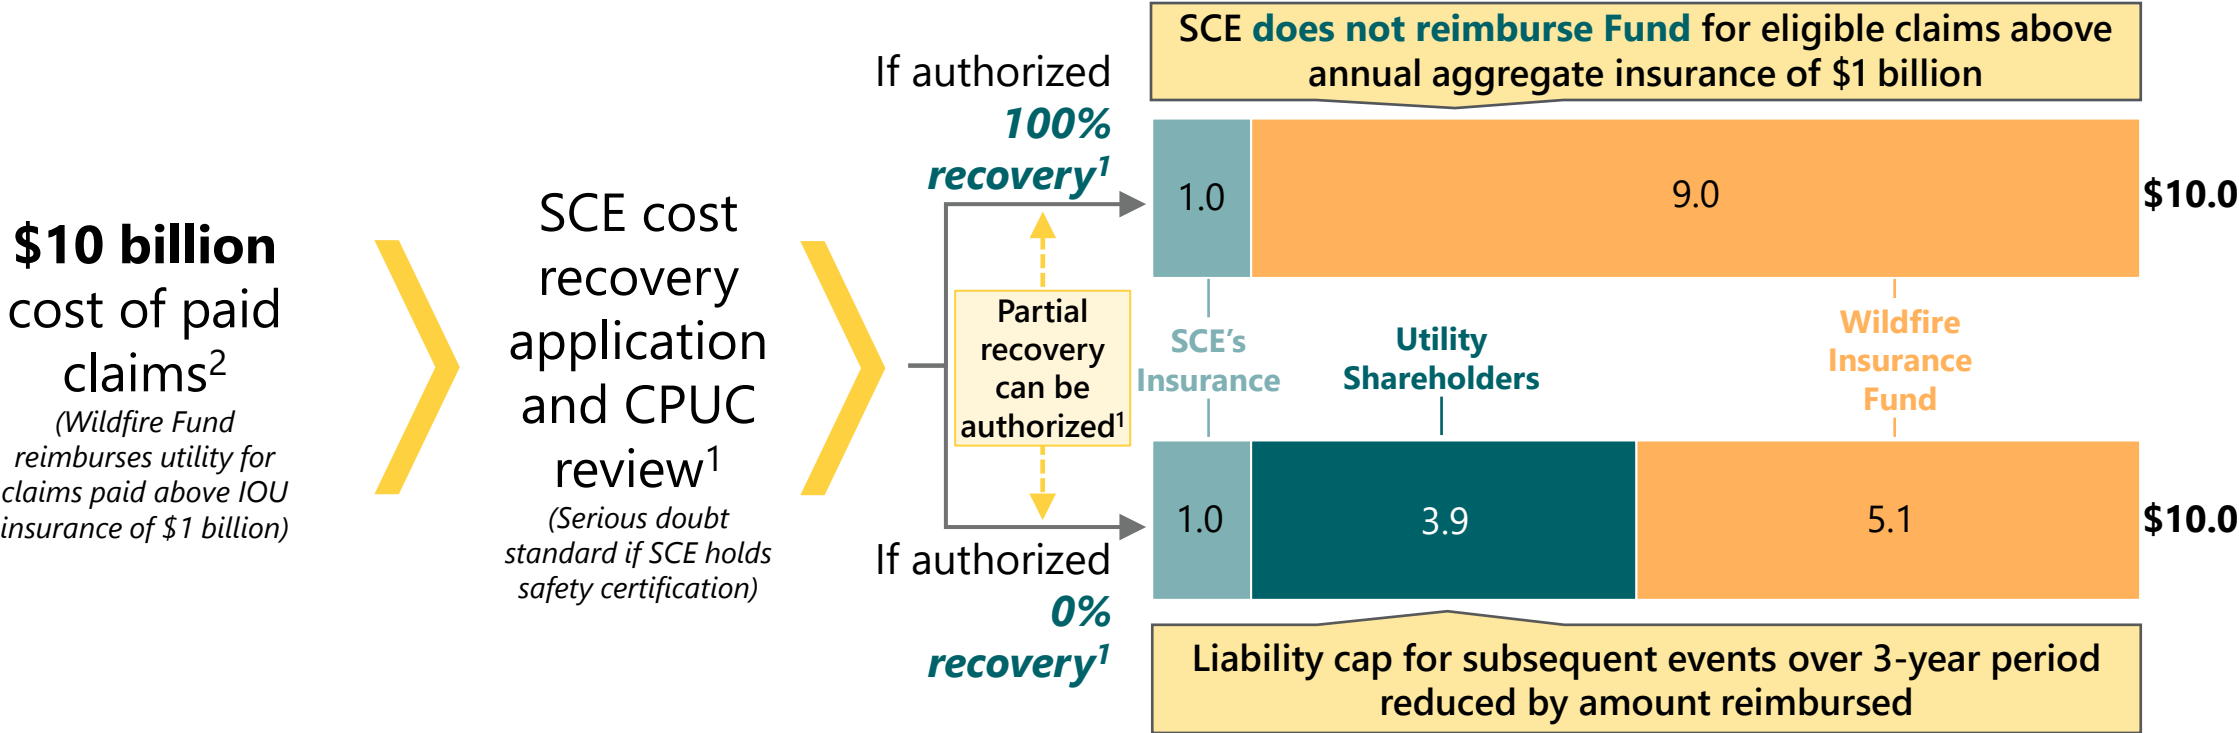 $10 billion
cost of paid
claims2
(Wildfire Fund
reimburses utility for
claims paid above IOU
insurance of $1 billion)
SCE cost
recovery
application
and CPUC
review1
(Serious doubt
standard if SCE holds
safety certification)
If authorized
100%
recovery1
Partial
recovery
can be
authorized1
If authorized
0%
recovery1
SCE does not reimburse Fund for eligible claims above
annual aggregate insurance of $1 billion
1.0 9.0 $10.0
SCE's
Insurance
Utility
Shareholders
Wildfire
Insurance
Fund
1.0 3.9 5.1 $10.0
Liability cap for subsequent events over 3-year period
reduced by amount reimbursed